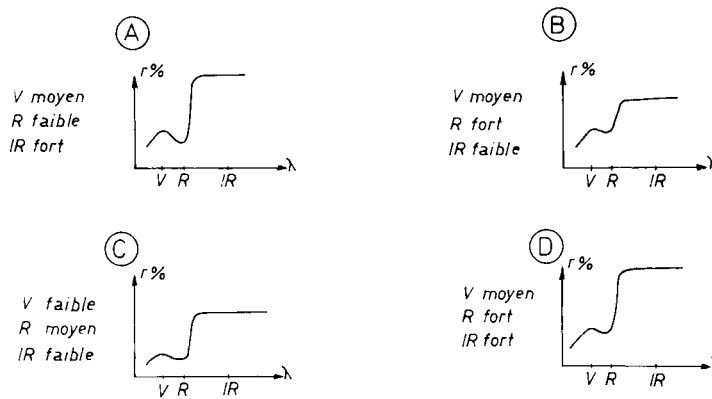 A
r%
V moyen
R faible
IR fort
λ
V R IR
B
r%
V moyen
R fort
IR faible
λ
V R IR
C
r%
V faible
R moyen
IR faible
λ
V R IR
D
r%
V moyen
R fort
IR fort
V R IR